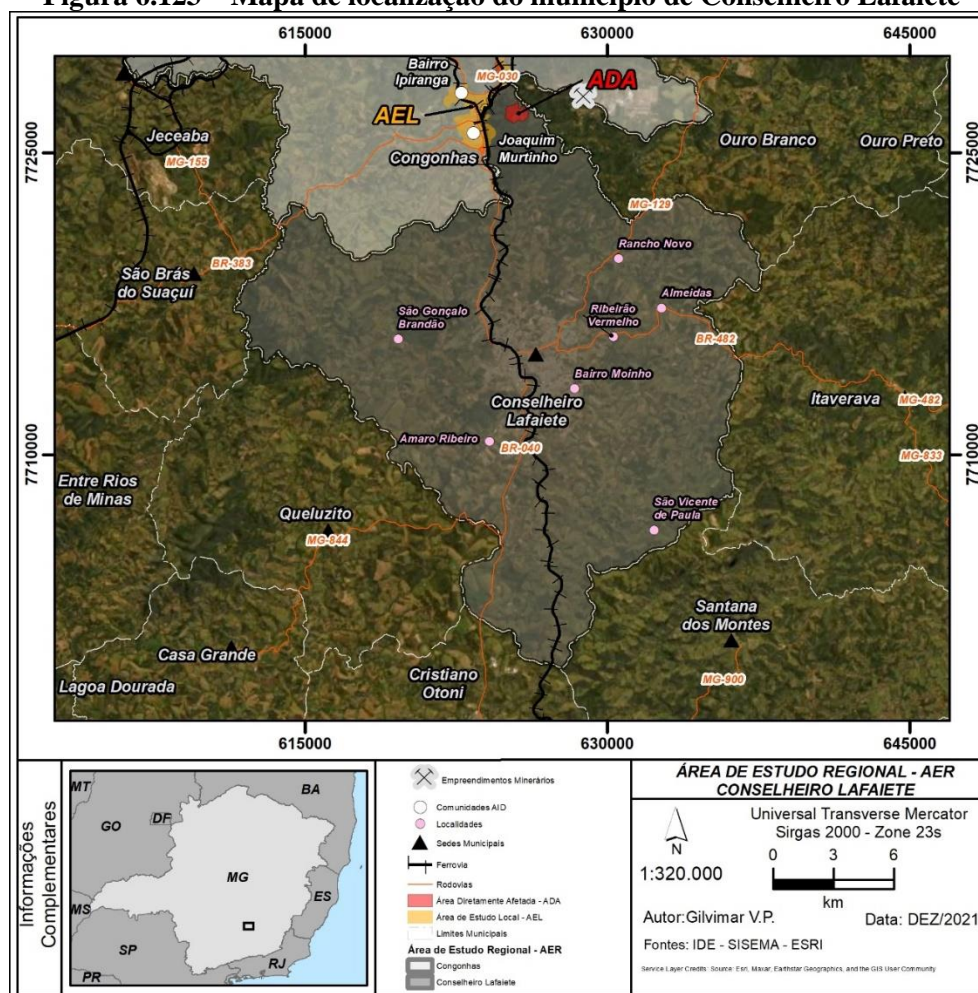 Figura 6.123 – Mapa de localização do município de Conselheiro Lafaiete
615000
630000
645000
Bairro
Ipiranga
MG-030
ADA
AEL
Jeceaba
Joaquim
Murtinho
Ouro Branco
Ouro Preto
7725000
7725000
MG-155
Congonhas
MG-129
Rancho Novo
BR-383
São Brás
do Suaçuí
Almeidas
São Gonçalo
Brandão
Ribeirão
Vermelho
BR-482
Bairro Moinho
Conselheiro
Lafaiete
Itaverava
MG-482
Amaro Ribeiro
BR-040
7710000
7710000
MG-833
Entre Rios
de Minas
Queluzito
São Vicente
de Paula
MG-844
Santana
dos Montes
Casa Grande
Cristiano
Otoni
Lagoa Dourada
MG-900
615000
630000
645000
Informações
Complementares
MT
BA
GO
DF
MG
MS
ES
SP
RJ
PR
Empreendimentos Minerários
Comunidades AID
Localidades
Sedes Municipais
Ferrovia
Rodovias
Área Diretamente Afetada - ADA
Área de Estudo Local - AEL
Limites Municipais
Área de Estudo Regional - AER
Congonhas
Conselheiro Lafaiete
ÁREA DE ESTUDO REGIONAL - AER
CONSELHEIRO LAFAIETE
Universal Transverse Mercator
Sirgas 2000 - Zone 23s
N
0 3 6
1:320.000
km
Autor:Gilvimar V.P. Data: DEZ/2021
Fontes: IDE - SISEMA - ESRI
Service Layer Credits: Source: Esri, Maxar, Earthstar Geographics, and the GIS User Community